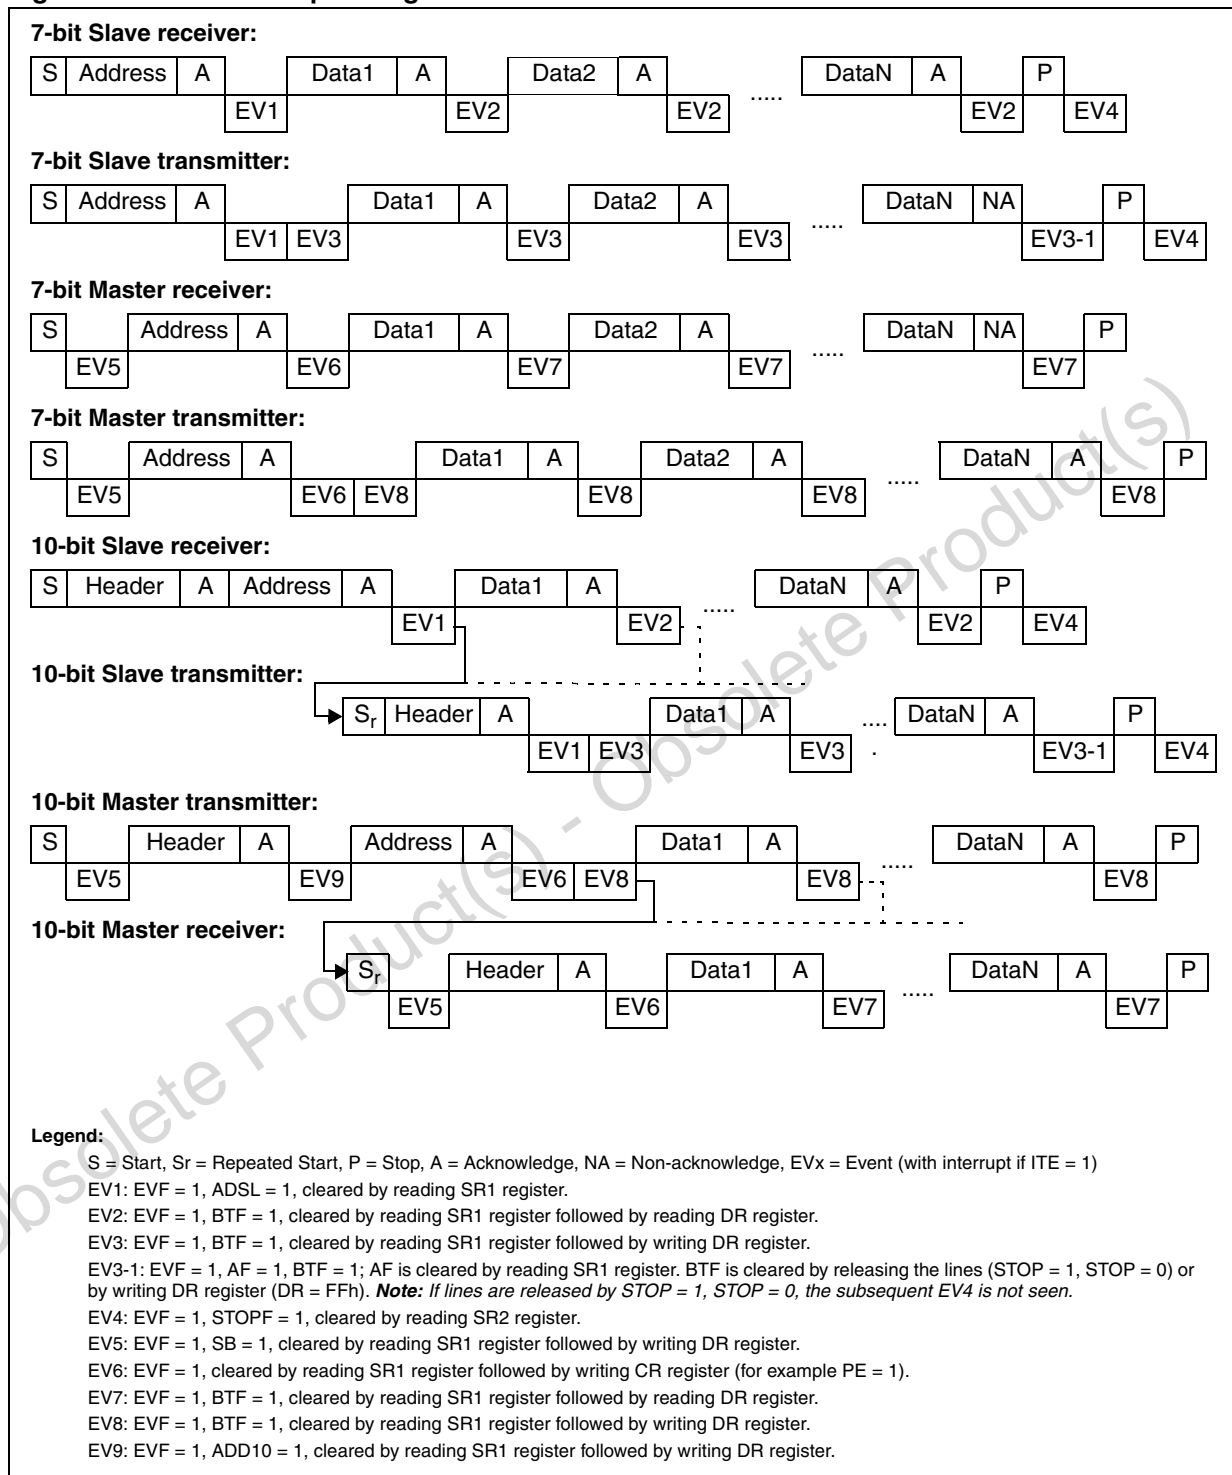 7-bit Slave receiver:
S Address A Data1 A Data2 A ..... DataN A P
EV1 EV2 EV2 EV2 EV4
7-bit Slave transmitter:
S Address A Data1 A Data2 A ..... DataN NA P
EV1 EV3 EV3 EV3 EV3-1 EV4
7-bit Master receiver:
S Address A Data1 A Data2 A ..... DataN NA P
EV5 EV6 EV7 EV7 EV7
7-bit Master transmitter:
S Address A Data1 A Data2 A ..... DataN A P
EV5 EV6 EV8 EV8 EV8 EV8
10-bit Slave receiver:
S Header A Address A Data1 A ..... DataN A P
EV1 EV2 EV2 EV4
10-bit Slave transmitter:
Sr Header A Data1 A .... DataN A P
EV1 EV3 EV3 . EV3-1 EV4
10-bit Master transmitter:
S Header A Address A Data1 A ..... DataN A P
EV5 EV9 EV6 EV8 EV8 EV8
10-bit Master receiver:
Sr Header A Data1 A ..... DataN A P
EV5 EV6 EV7 EV7
Legend:
S = Start, Sr = Repeated Start, P = Stop, A = Acknowledge, NA = Non-acknowledge, EVx = Event (with interrupt if ITE = 1)
EV1: EVF = 1, ADSL = 1, cleared by reading SR1 register.
EV2: EVF = 1, BTF = 1, cleared by reading SR1 register followed by reading DR register.
EV3: EVF = 1, BTF = 1, cleared by reading SR1 register followed by writing DR register.
EV3-1: EVF = 1, AF = 1, BTF = 1; AF is cleared by reading SR1 register. BTF is cleared by releasing the lines (STOP = 1, STOP = 0) or
by writing DR register (DR = FFh). Note: If lines are released by STOP = 1, STOP = 0, the subsequent EV4 is not seen.
EV4: EVF = 1, STOPF = 1, cleared by reading SR2 register.
EV5: EVF = 1, SB = 1, cleared by reading SR1 register followed by writing DR register.
EV6: EVF = 1, cleared by reading SR1 register followed by writing CR register (for example PE = 1).
EV7: EVF = 1, BTF = 1, cleared by reading SR1 register followed by reading DR register.
EV8: EVF = 1, BTF = 1, cleared by reading SR1 register followed by writing DR register.
EV9: EVF = 1, ADD10 = 1, cleared by reading SR1 register followed by writing DR register.
Obsolete Product(s) - Obsolete Product(s)